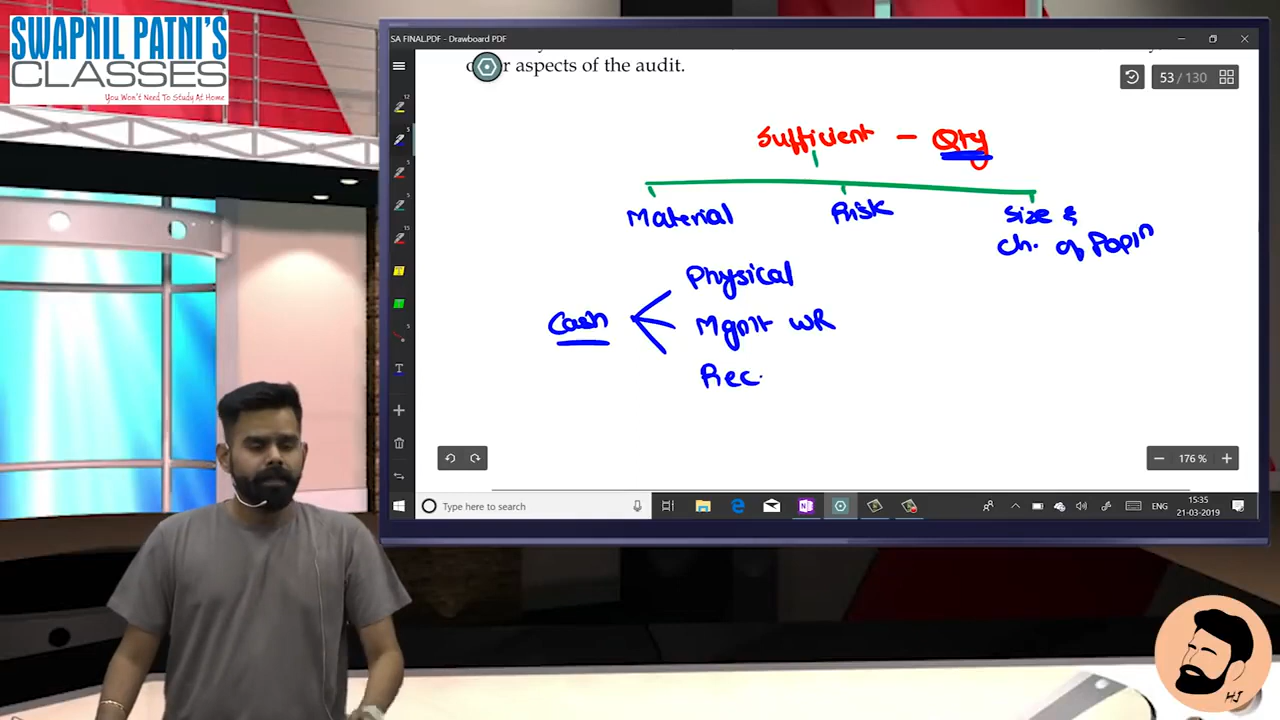 SWAPNIL PATNI'S
CLASSES
You Won't Need To Study At Home
SA FINAL.PDF - Drawboard PDF
aspects of the audit.
53 / 130
Sufficient - Qty
Material
Risk
Size &
Ch. of Popln
Physical
Cash
Mgmt WR
Rec.
176 %
Type here to search
ENG
15:35
21-03-2019
HJ